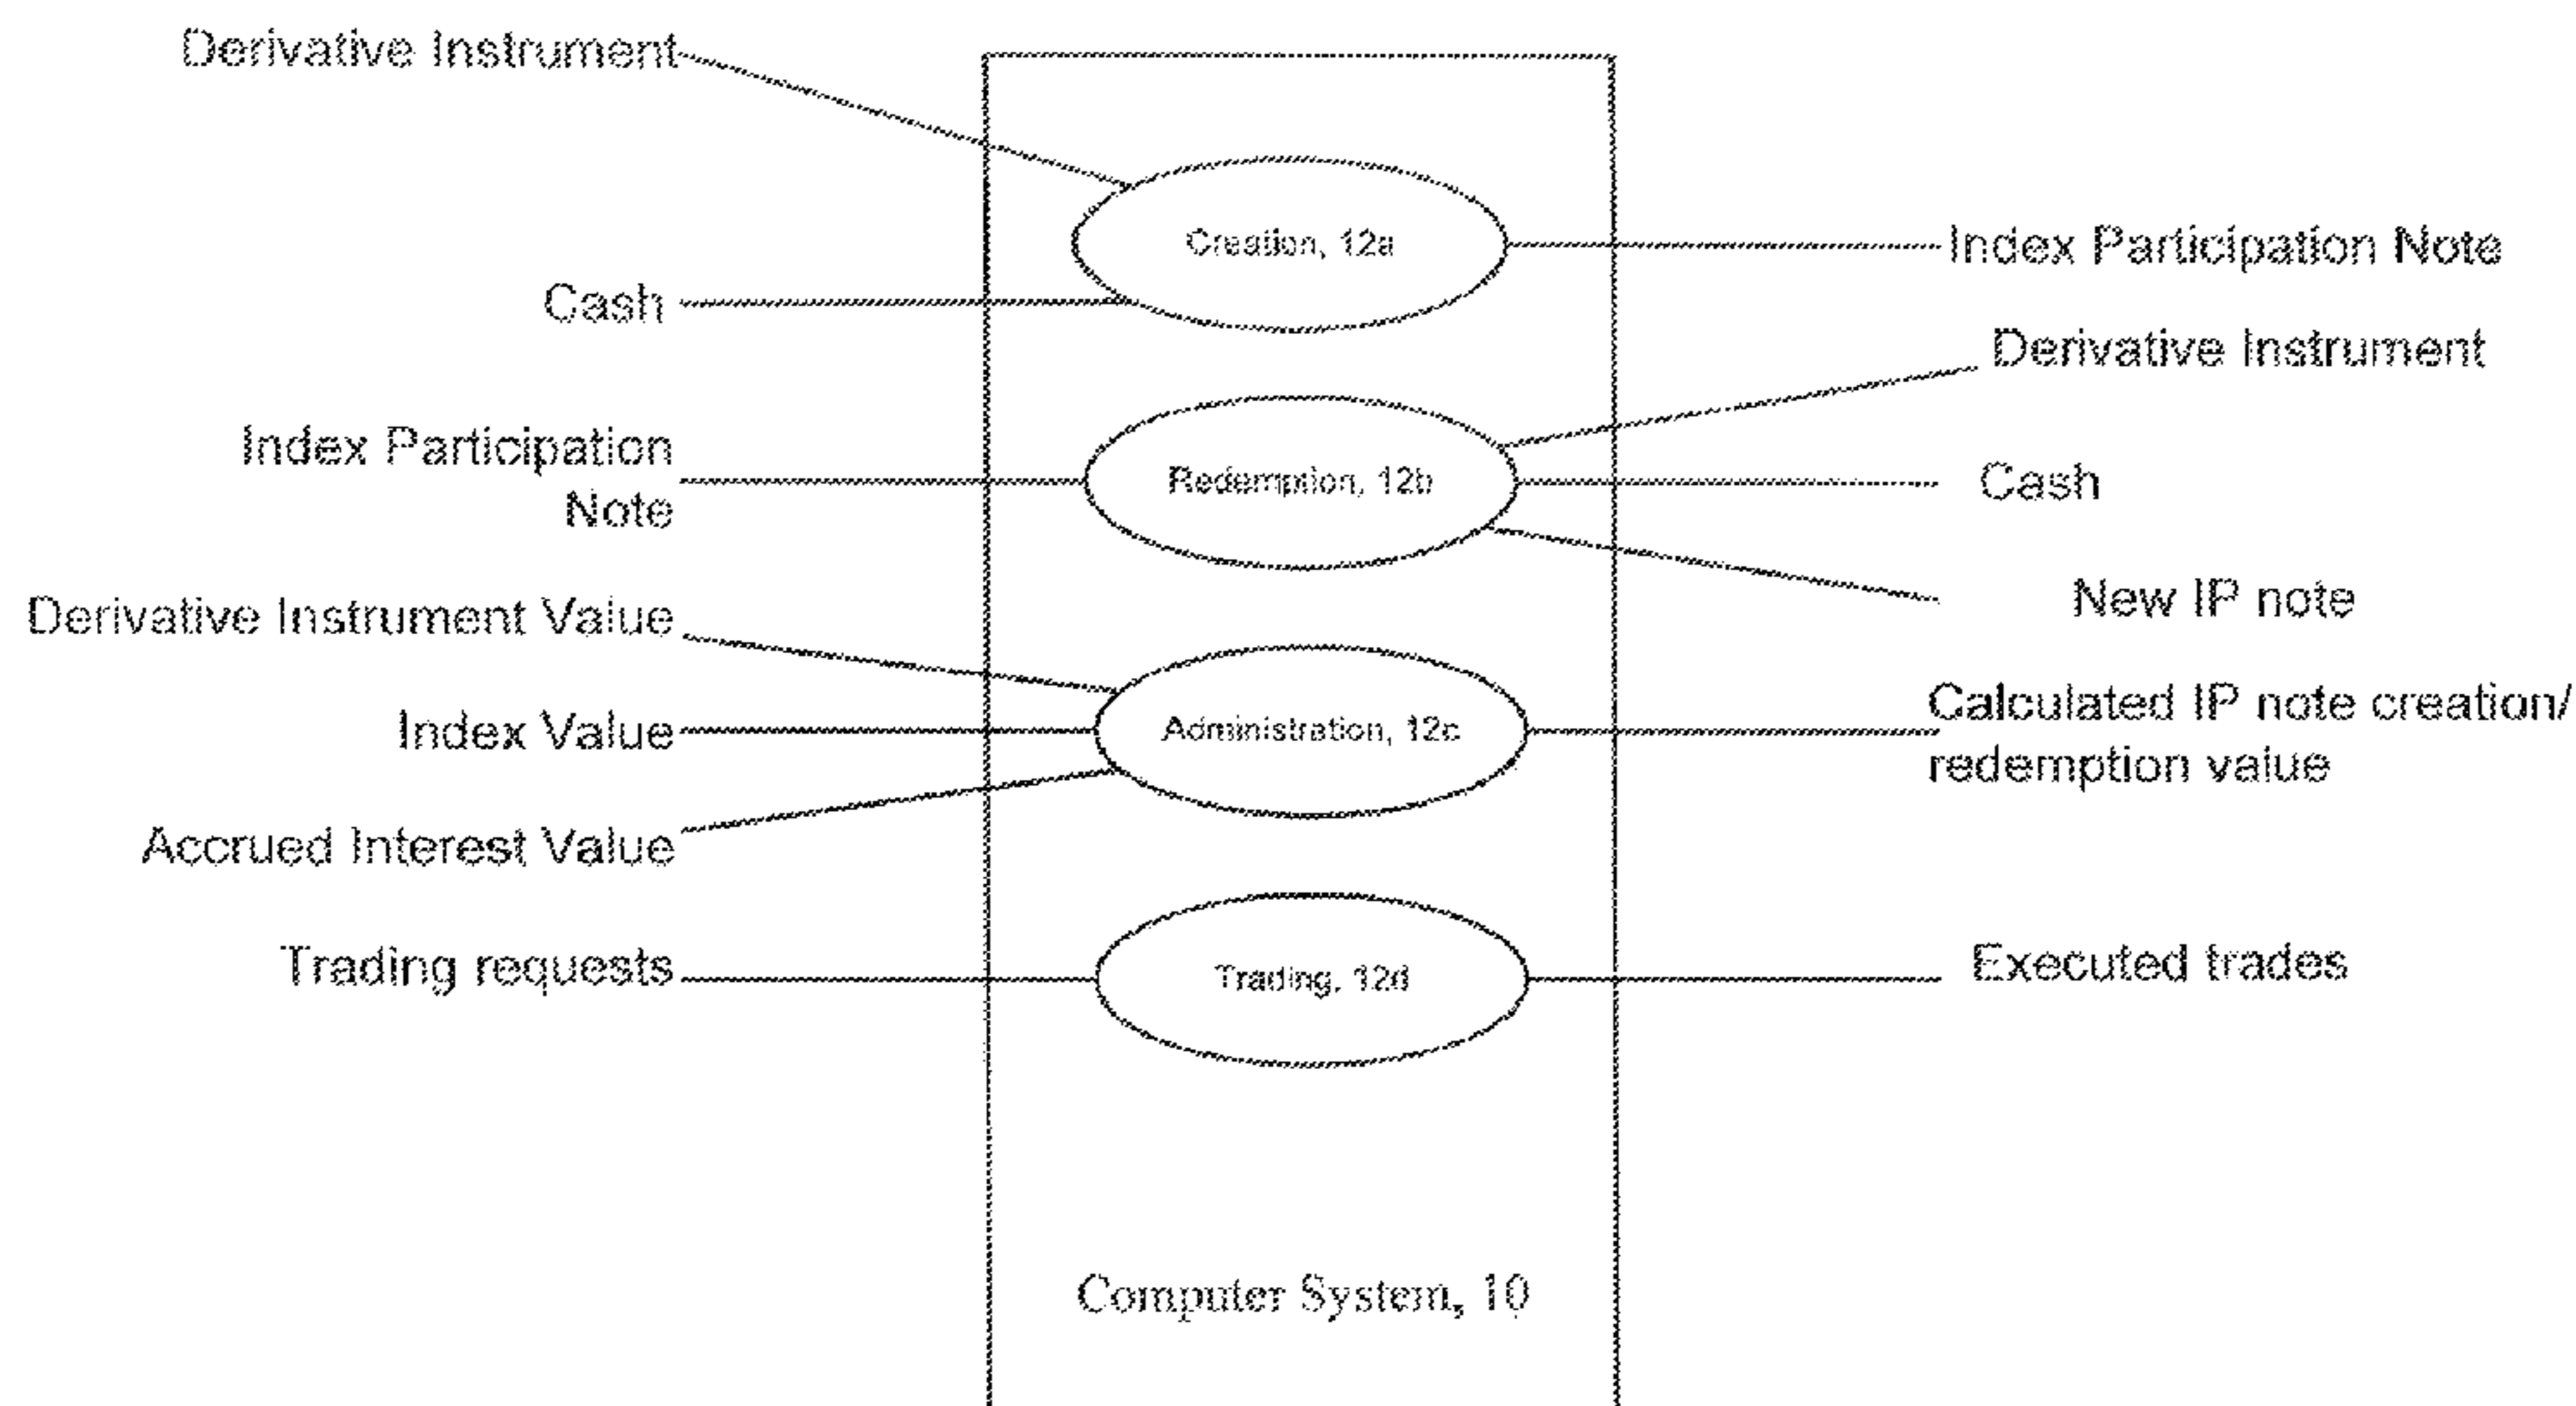 Derivative Instrument
Creation, 12a
Index Participation Note
Cash
Derivative Instrument
Index Participation
Note
Redemption, 12b
Cash
New IP note
Derivative Instrument Value
Index Value
Administration, 12c
Calculated IP note creation/
redemption value
Accrued Interest Value
Trading requests
Trading, 12d
Executed trades
Computer System, 10